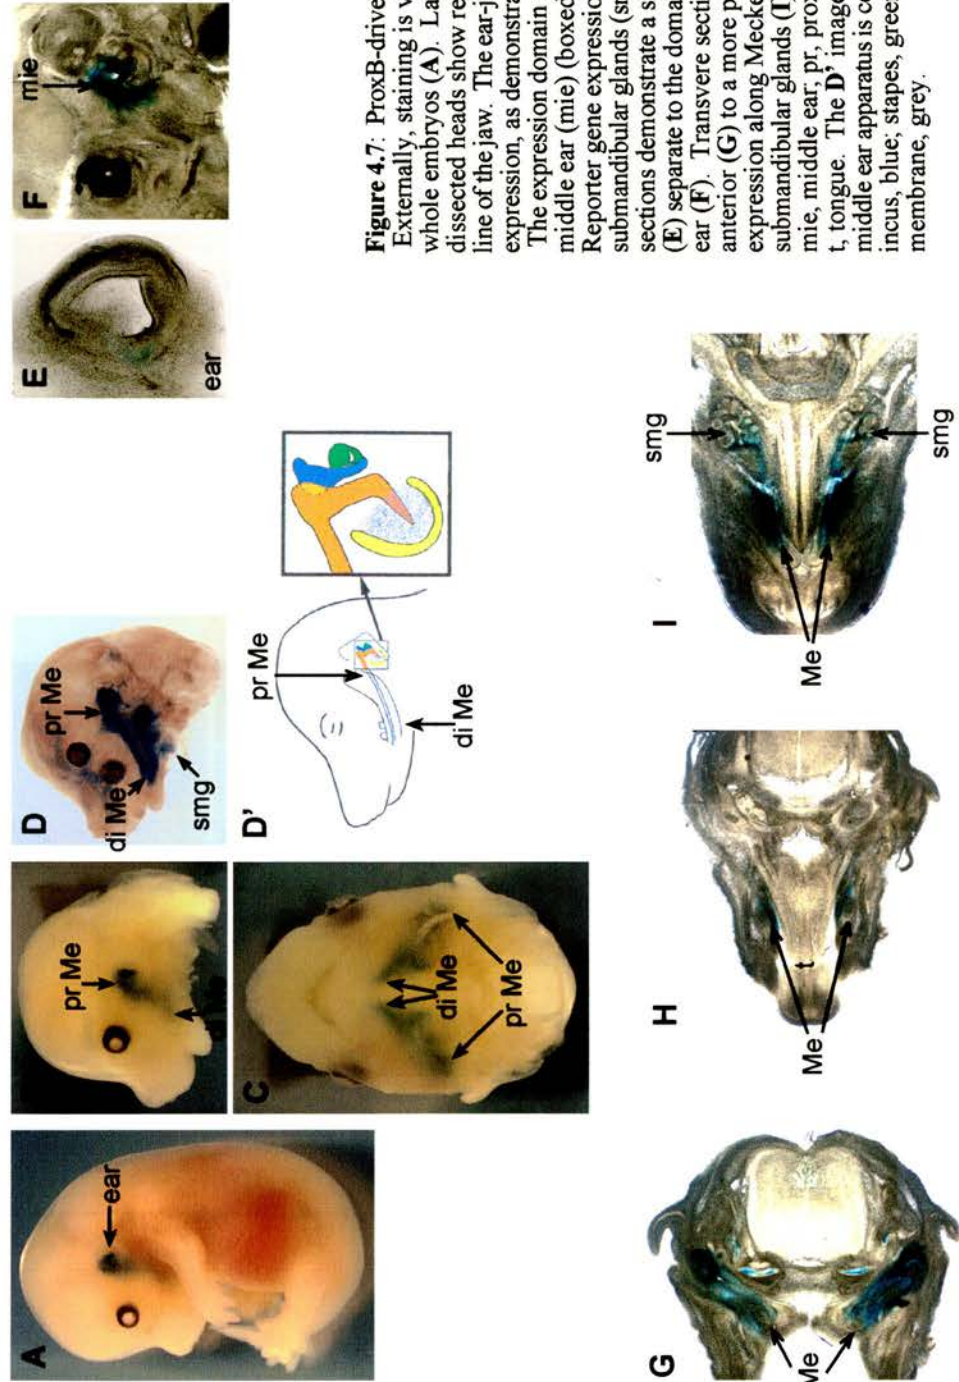 A
ear
pr Me
C
di Me
pr Me
D
pr Me
di Me
smg
D'
pr Me
di Me
E
ear
F
mie
G
Me
H
t
Me
I
smg
smg
Me
Figure 4.7: ProxB-drive
Externally, staining is
whole embryos (A). La
dissected heads show re
line of the jaw. The ear-j
expression, as demonstra
The expression domain
middle ear (mie) (boxed
Reporter gene expressio
submandibular glands (
sections demonstrate a s
(E) separate to the doma
ear (F). Transvere secti
anterior (G) to a more p
expression along Mecke
submandibular glands (I)
mie, middle ear; pr, prox
t, tongue. The D' image
middle ear apparatus is c
incus, blue; stapes, green
membrane, grey.